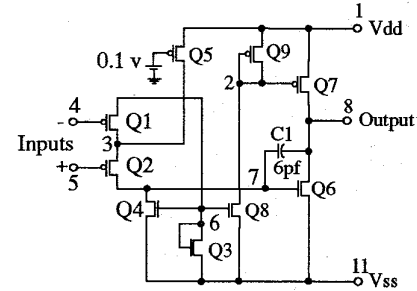 1
Vdd
0.1 v
Q5
Q9
2
Q7
4
-
Q1
8
Output
Inputs
3
C1
6pf
+
Q2
5
7
Q4
Q8
Q6
6
Q3
11
Vss